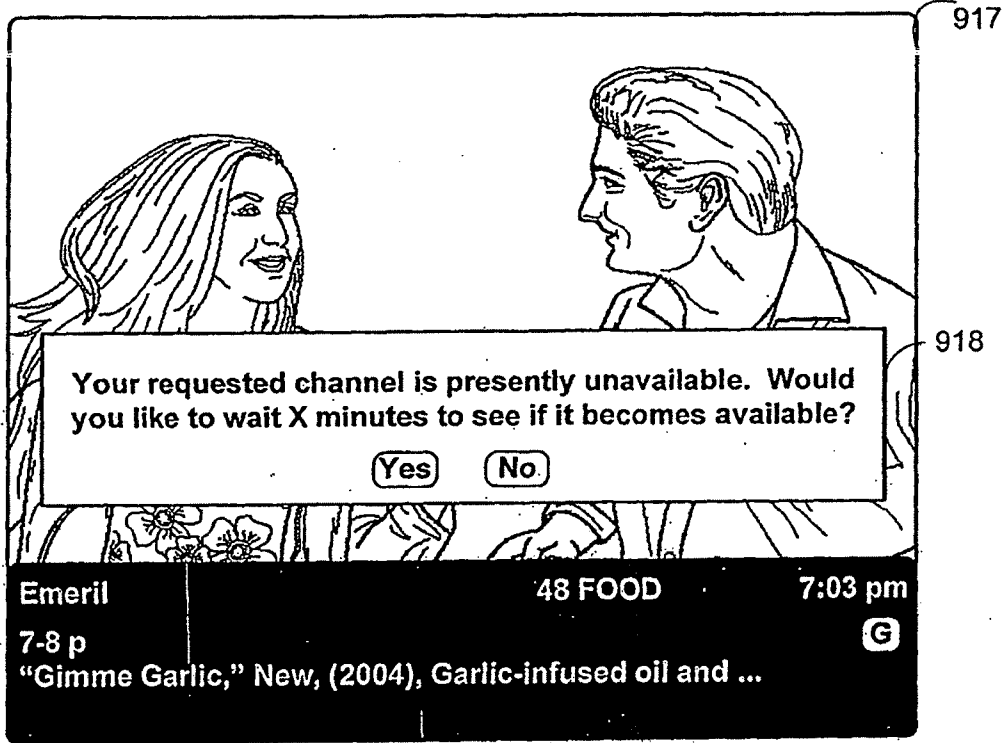 917
918
Your requested channel is presently unavailable. Would
you like to wait X minutes to see if it becomes available?
Yes No
Emeril 48 FOOD 7:03 pm
7-8 p G
“Gimme Garlic,” New, (2004), Garlic-infused oil and ...